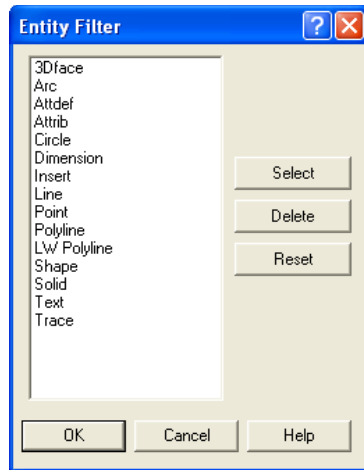 Entity Filter
3Dface
Arc
Attdef
Attrib
Circle
Dimension
Insert
Line
Point
Polyline
LW Polyline
Shape
Solid
Text
Trace
Select
Delete
Reset
OK
Cancel
Help